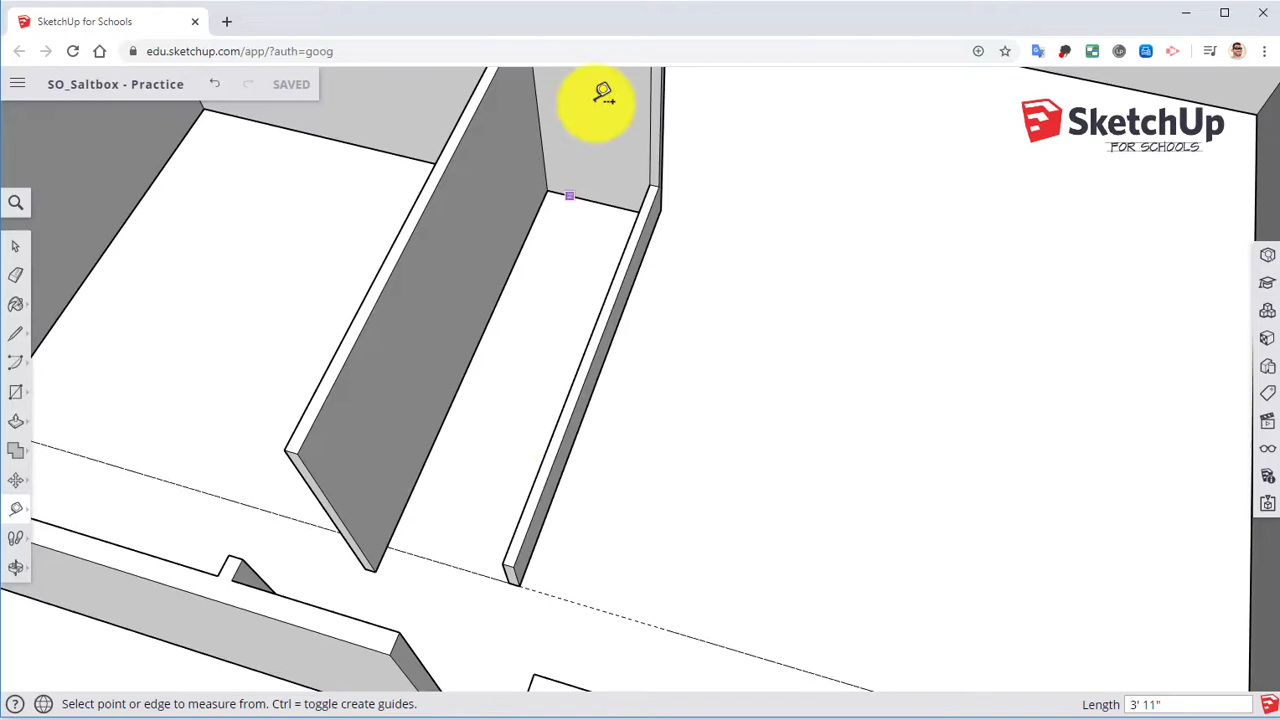 SketchUp for Schools
edu.sketchup.com/app/?auth=goog
SO_Saltbox - Practice
SAVED
SketchUp
FOR SCHOOLS
Select point or edge to measure from. Ctrl = toggle create guides.
Length
3' 11"